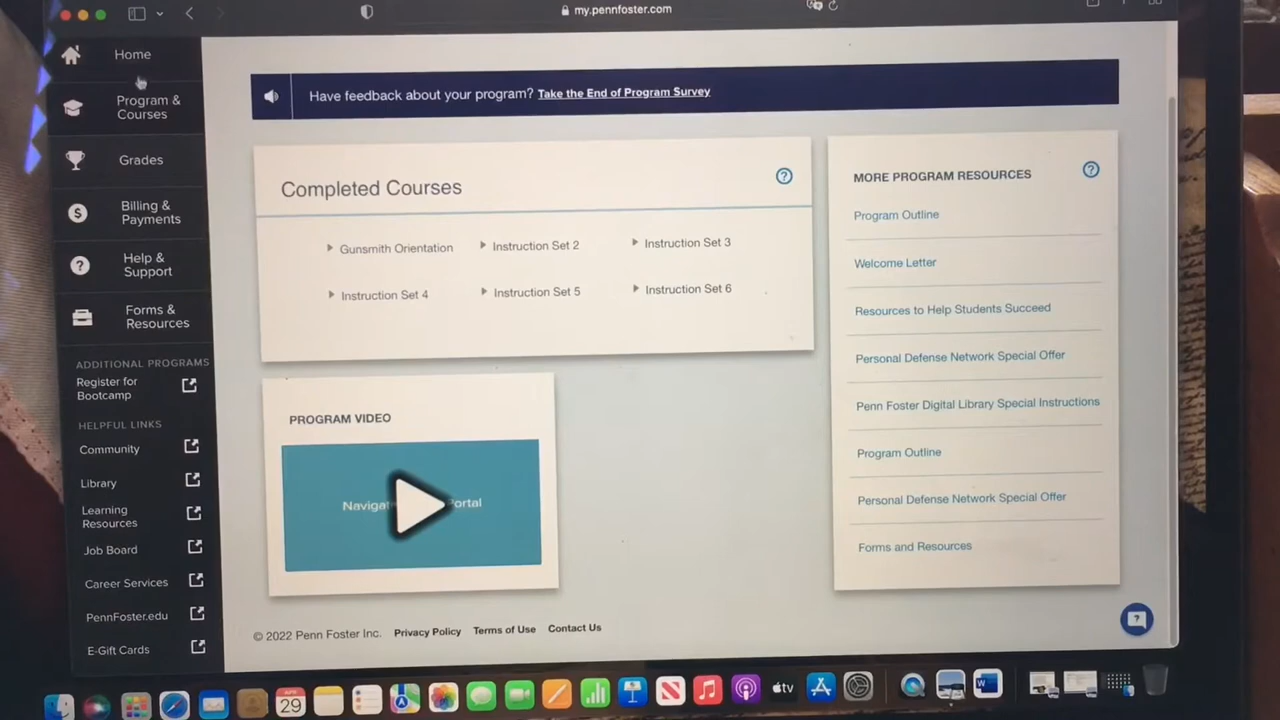 my.pennfoster.com
Home
Program &
Courses
Grades
Billing &
Payments
Help &
Support
Forms &
Resources
ADDITIONAL PROGRAMS
Register for
Bootcamp
HELPFUL LINKS
Community
Library
Learning
Resources
Job Board
Career Services
PennFoster.edu
E-Gift Cards
Have feedback about your program? Take the End of Program Survey
Completed Courses
Gunsmith Orientation
Instruction Set 2
Instruction Set 3
Instruction Set 4
Instruction Set 5
Instruction Set 6
PROGRAM VIDEO
Navigat
Portal
MORE PROGRAM RESOURCES
Program Outline
Welcome Letter
Resources to Help Students Succeed
Personal Defense Network Special Offer
Penn Foster Digital Library Special Instructions
Program Outline
Personal Defense Network Special Offer
Forms and Resources
© 2022 Penn Foster Inc. Privacy Policy Terms of Use Contact Us
APR
29
tv